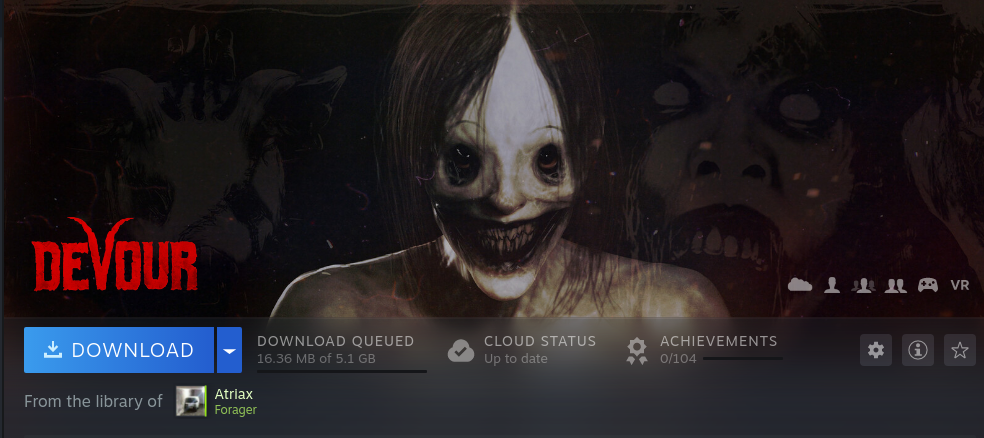 DEVOUR
VR
DOWNLOAD
DOWNLOAD QUEUED
16.36 MB of 5.1 GB
CLOUD STATUS
Up to date
ACHIEVEMENTS
0/104
From the library of
Atriax
Forager